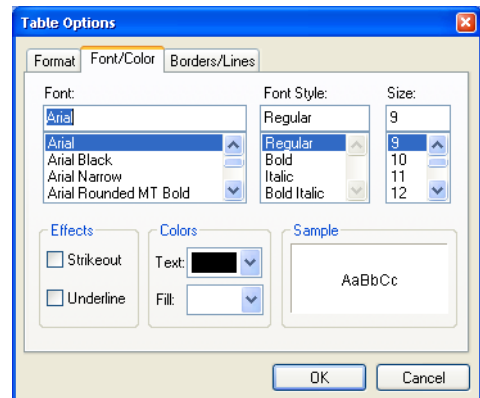 Table Options
Format Font/Color Borders/Lines
Font: Font Style: Size:
Arial Regular 9
Arial Regular 9
Arial Black Bold 10
Arial Narrow Italic 11
Arial Rounded MT Bold Bold Italic 12
Effects Colors Sample
Strikeout Text: AaBbCc
Underline Fill:
OK Cancel